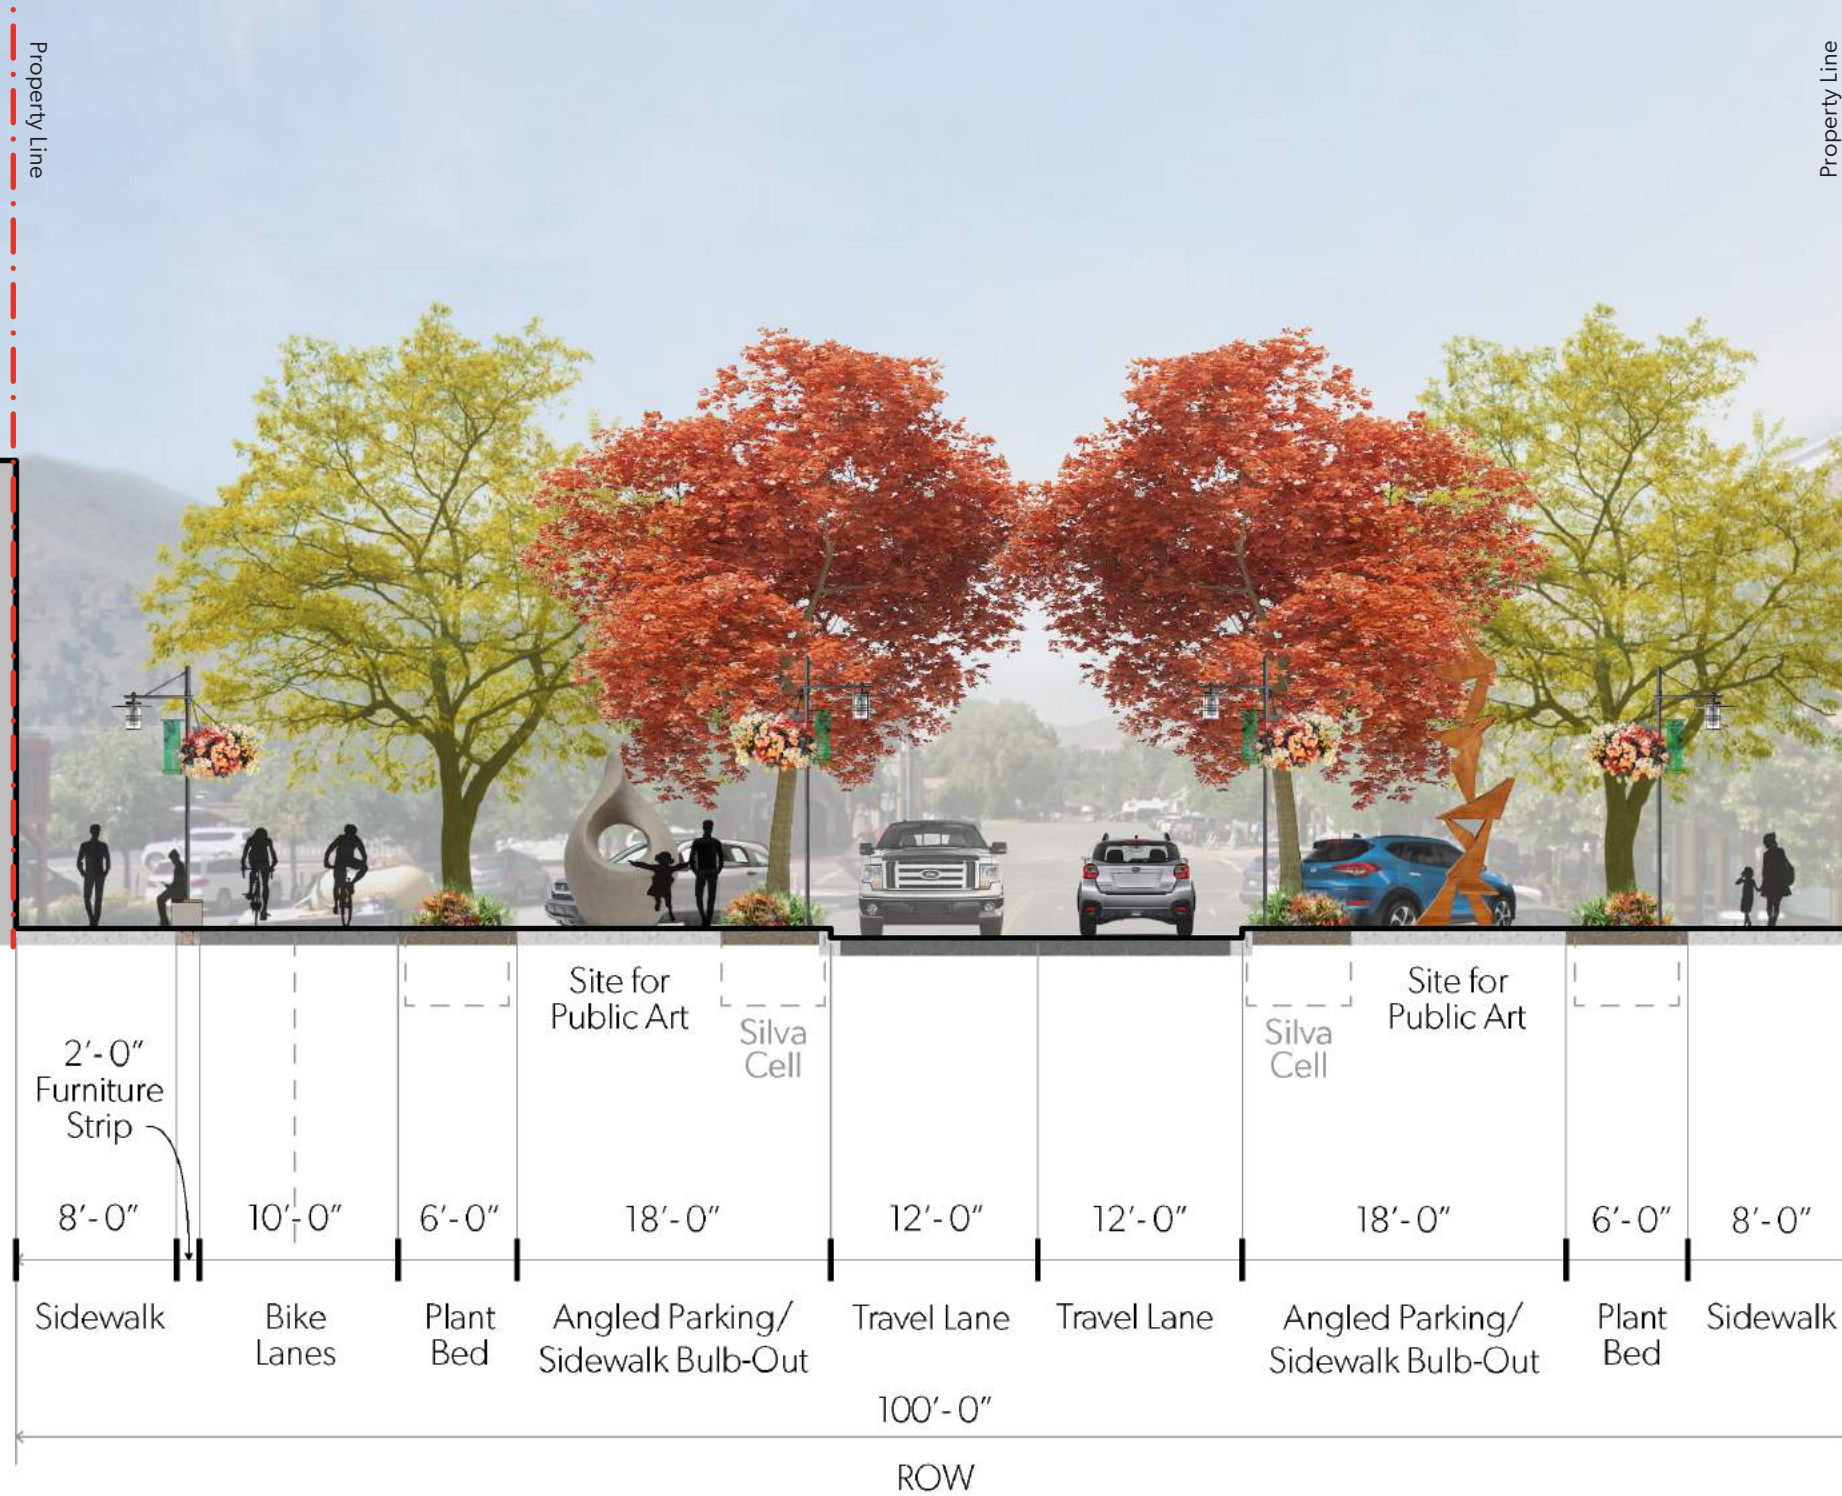 Property Line
Property Line
Site for
Public Art
Silva
Cell
Silva
Cell
Site for
Public Art
2'-0"
Furniture
Strip
8'-0"
10'-0"
6'-0"
18'-0"
12'-0"
12'-0"
18'-0"
6'-0"
8'-0"
Sidewalk
Bike
Lanes
Plant
Bed
Angled Parking/
Sidewalk Bulb-Out
Travel Lane
Travel Lane
Angled Parking/
Sidewalk Bulb-Out
Plant
Bed
Sidewalk
100'-0"
ROW